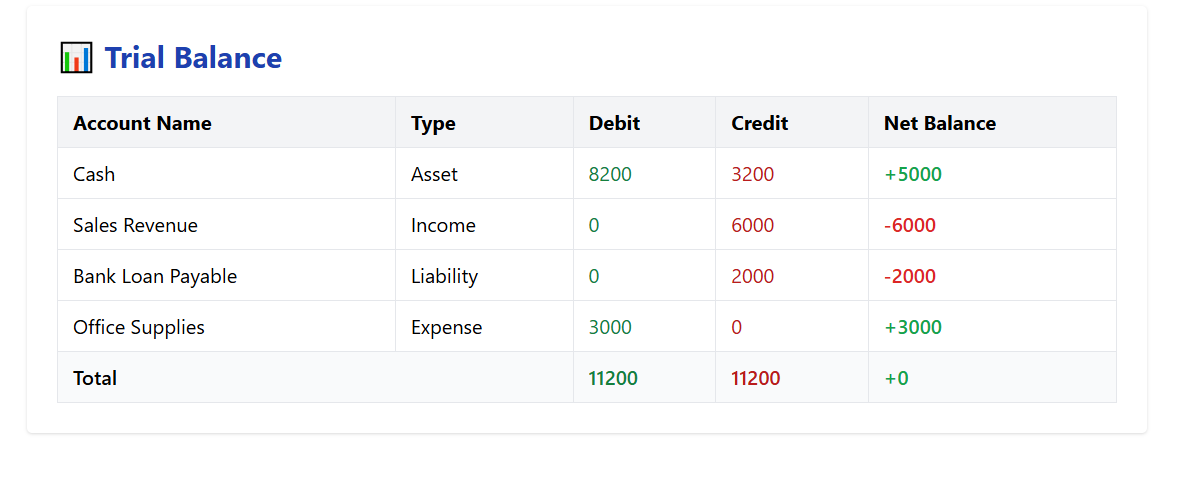 Trial Balance
Account Name Type Debit Credit Net Balance
Cash Asset 8200 3200 +5000
Sales Revenue Income 0 6000 -6000
Bank Loan Payable Liability 0 2000 -2000
Office Supplies Expense 3000 0 +3000
Total 11200 11200 +0